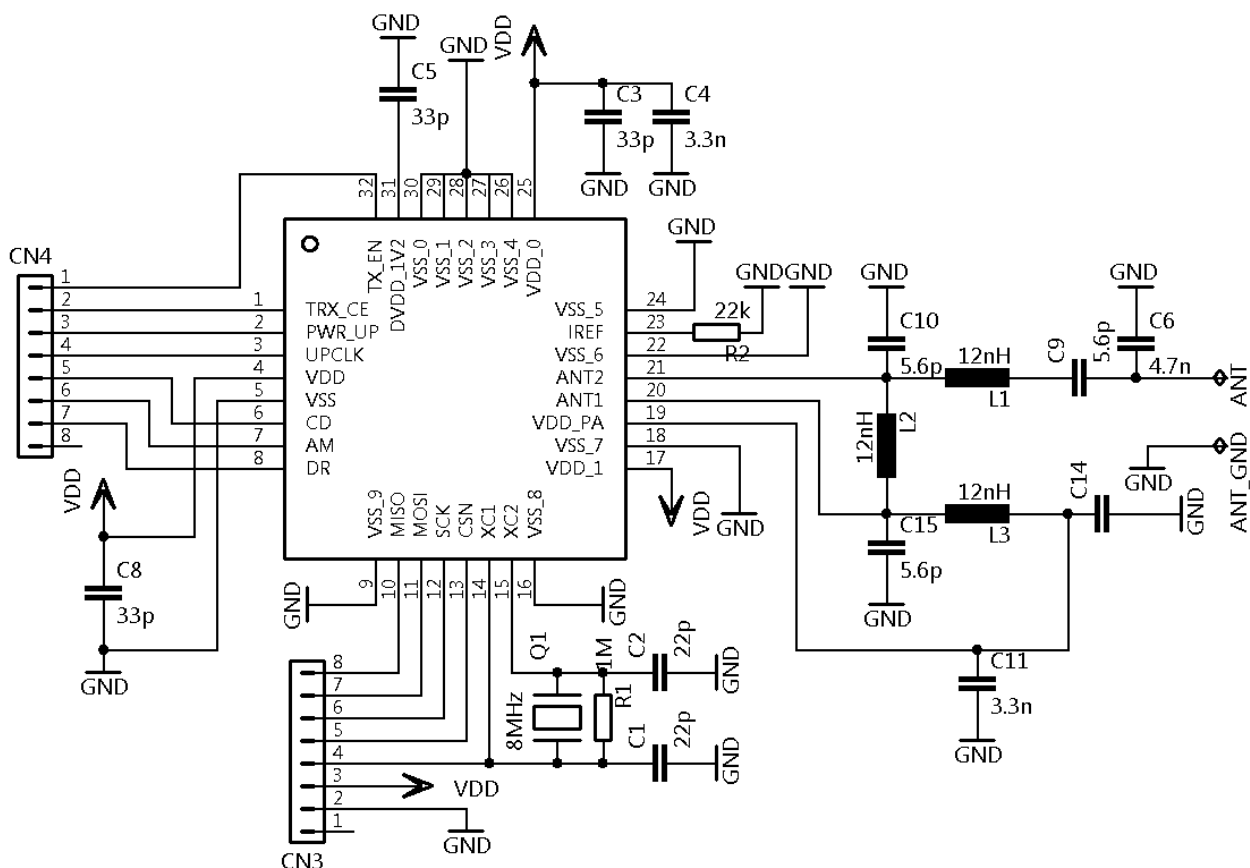 GND
GND
VDD
C5
33p
C3
33p
C4
3.3n
GND
GND
32
31
30
29
28
27
26
25
TX_EN
DVDD_1V2
VSS_0
VSS_1
VSS_2
VSS_3
VSS_4
VDD_0
CN4
1
2
3
4
5
6
7
8
1
2
3
4
5
6
7
8
TRX_CE
PWR_UP
UPCLK
VDD
VSS
CD
AM
DR
VSS_5
IREF
VSS_6
ANT2
ANT1
VDD_PA
VSS_7
VDD_1
24
23
22
21
20
19
18
17
GND
GND
GND
22k
R2
VDD
GND
GND
C10
5.6p
12nH
L1
C9
5.6p
GND
C6
4.7n
ANT
12nH
L2
GND
ANT_GND
12nH
L3
C14
GND
C15
5.6p
GND
C11
3.3n
GND
VDD
C8
33p
GND
VSS_9
MISO
MOSI
SCK
CSN
XC1
XC2
VSS_8
9
10
11
12
13
14
15
16
GND
GND
Q1
8MHz
1M
R1
C2
22p
GND
C1
22p
GND
8
7
6
5
4
3
2
1
VDD
GND
CN3